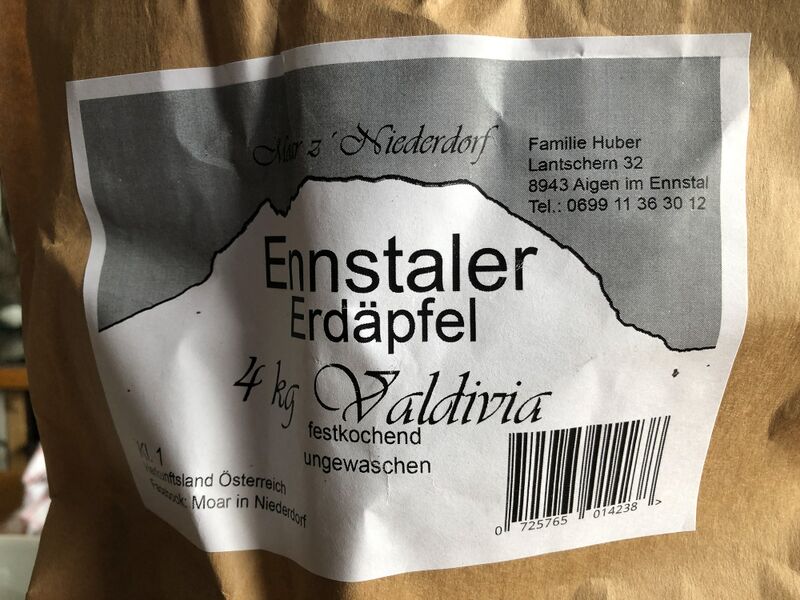 Moar z´Niederdorf
Familie Huber
Lantschern 32
8943 Aigen im Ennstal
Tel.: 0699 11 36 30 12
Ennstaler
Erdäpfel
4 kg Valdivia
festkochend
ungewaschen
Kl. 1
Herkunftsland Österreich
Facebook: Moar in Niederdorf
0 725765 014238 >